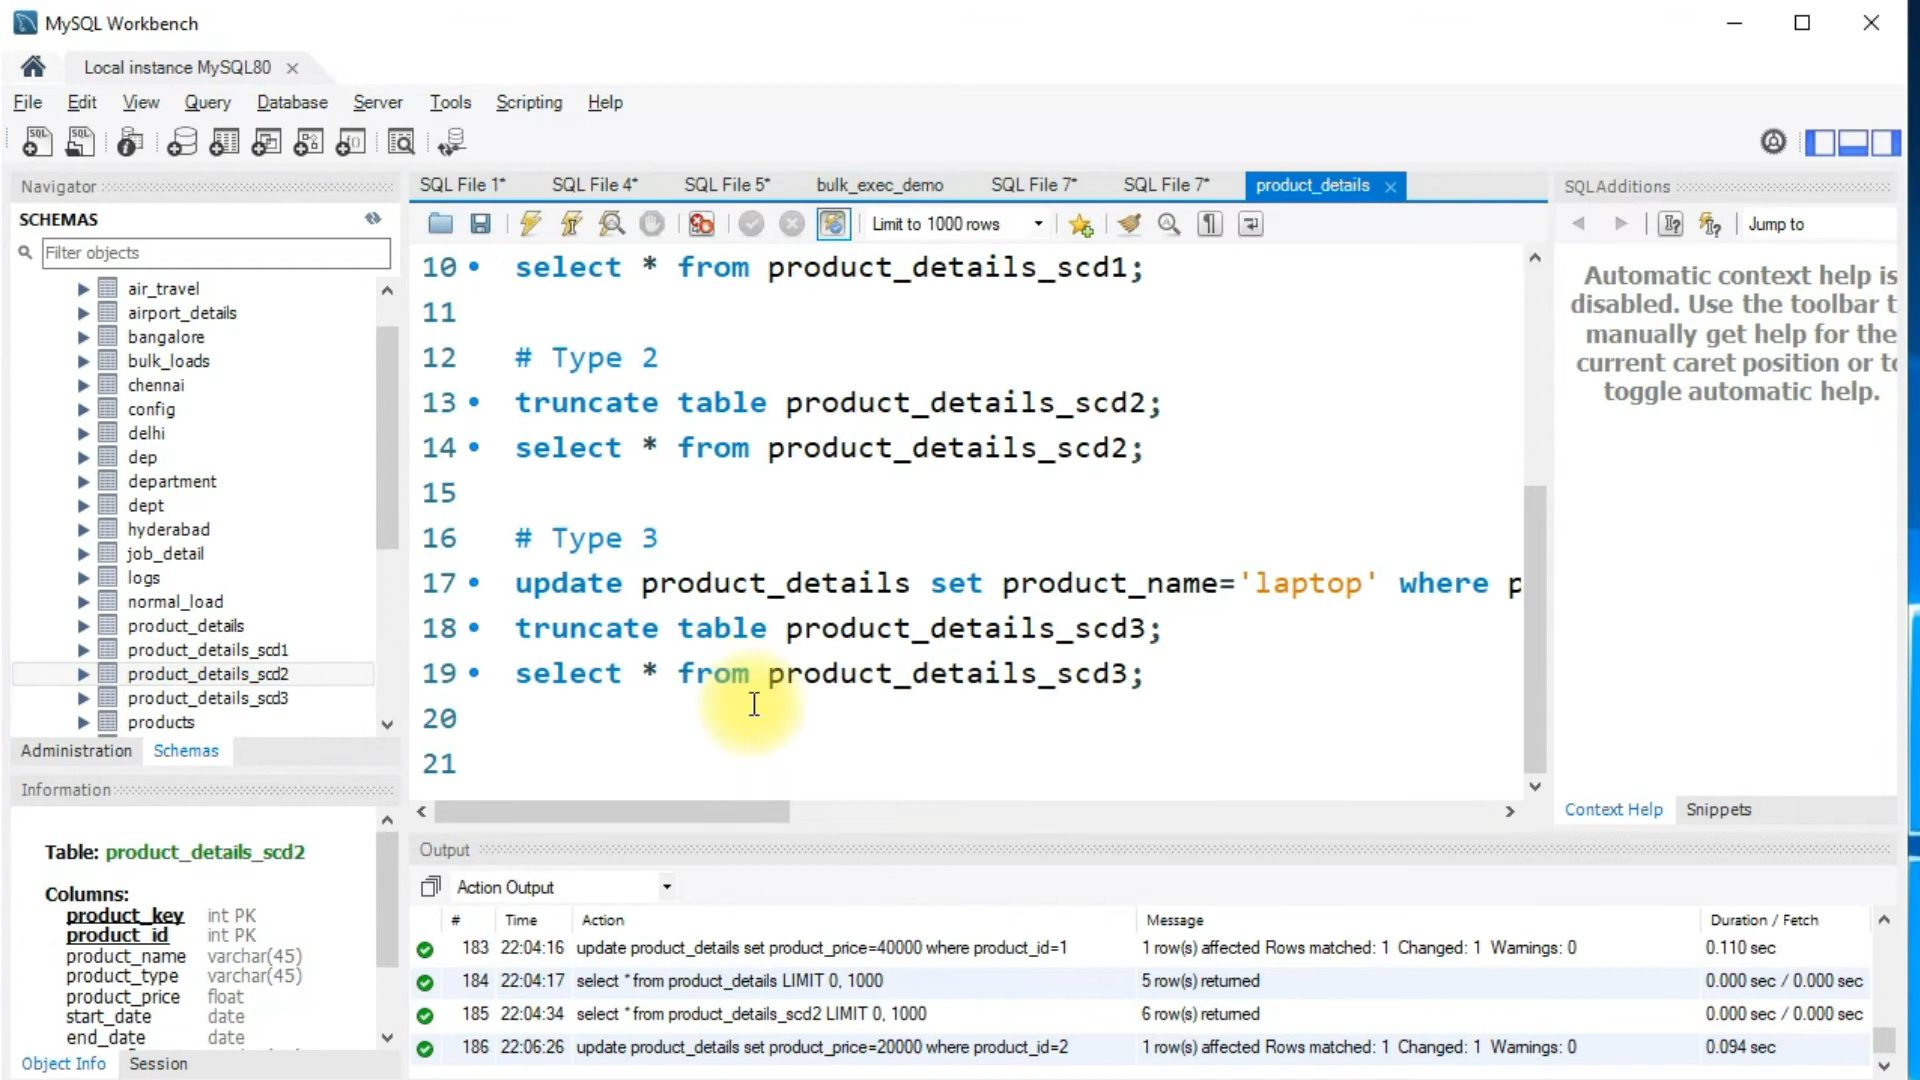 MySQL Workbench
Local instance MySQL80
File Edit View Query Database Server Tools Scripting Help
Navigator
SCHEMAS
Filter objects
air_travel
airport_details
bangalore
bulk_loads
chennai
config
delhi
dep
department
dept
hyderabad
job_detail
logs
normal_load
product_details
product_details_scd1
product_details_scd2
product_details_scd3
products
Administration Schemas
Information
Table: product_details_scd2
Columns:
product_key int PK
product_id int PK
product_name varchar(45)
product_type varchar(45)
product_price float
start_date date
end_date date
Object Info Session
SQL File 1* SQL File 4* SQL File 5* bulk_exec_demo SQL File 7* SQL File 7* product_details
Limit to 1000 rows
10 select * from product_details_scd1;
11
12 # Type 2
13 truncate table product_details_scd2;
14 select * from product_details_scd2;
15
16 # Type 3
17 update product_details set product_name='laptop' where p
18 truncate table product_details_scd3;
19 select * from product_details_scd3;
20
21
SQLAdditions
Jump to
Automatic context help is
disabled. Use the toolbar t
manually get help for the
current caret position or to
toggle automatic help.
Context Help Snippets
Output
Action Output
# Time Action Message Duration / Fetch
183 22:04:16 update product_details set product_price=40000 where product_id=1 1 row(s) affected Rows matched: 1 Changed: 1 Warnings: 0 0.110 sec
184 22:04:17 select * from product_details LIMIT 0, 1000 5 row(s) returned 0.000 sec / 0.000 sec
185 22:04:34 select * from product_details_scd2 LIMIT 0, 1000 6 row(s) returned 0.000 sec / 0.000 sec
186 22:06:26 update product_details set product_price=20000 where product_id=2 1 row(s) affected Rows matched: 1 Changed: 1 Warnings: 0 0.094 sec